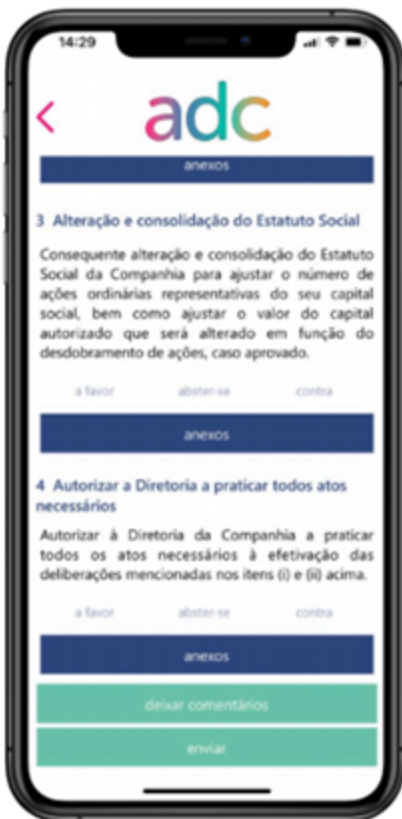 14:29
adc
anexos
3 Alteração e consolidação do Estatuto Social
Consequente alteração e consolidação do Estatuto
Social da Companhia para ajustar o número de
ações ordinárias representativas do seu capital
social, bem como ajustar o valor do capital
autorizado que será alterado em função do
desdobramento de ações, caso aprovado.
a favor abster-se contra
anexos
4 Autorizar a Diretoria a praticar todos atos
necessários
Autorizar à Diretoria da Companhia a praticar
todos os atos necessários à efetivação das
deliberações mencionadas nos itens (i) e (ii) acima.
a favor abster-se contra
anexos
deixar comentários
enviar